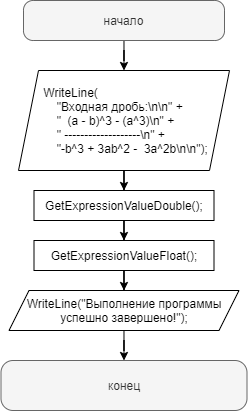 начало
WriteLine(
"Входная дробь:\n\n" +
"  (a - b)^3 - (a^3)\n" +
" -------------------\n" +
"-b^3 + 3ab^2 -  3a^2b\n\n");
GetExpressionValueDouble();
GetExpressionValueFloat();
WriteLine("Выполнение программы
успешно завершено!");
конец